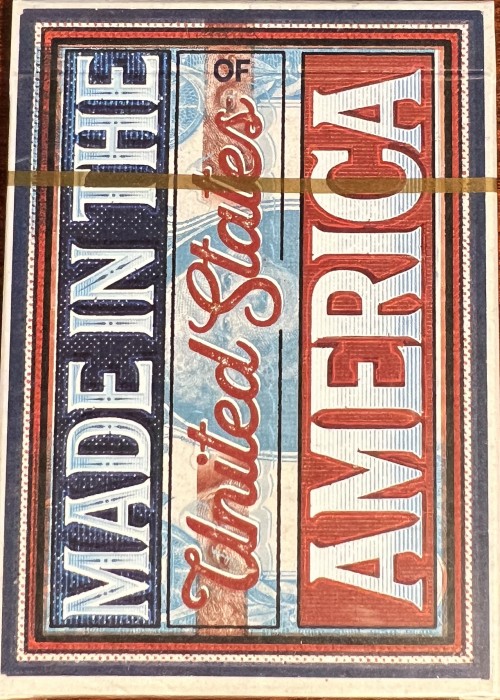 MADE IN THE
United States OF
AMERICA